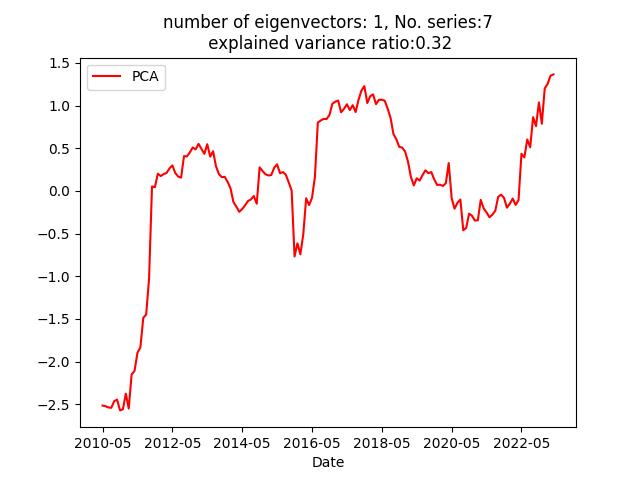 number of eigenvectors: 1, No. series:7
explained variance ratio:0.32
PCA
1.5
1.0
0.5
0.0
−0.5
−1.0
−1.5
−2.0
−2.5
2010-05 2012-05 2014-05 2016-05 2018-05 2020-05 2022-05
Date